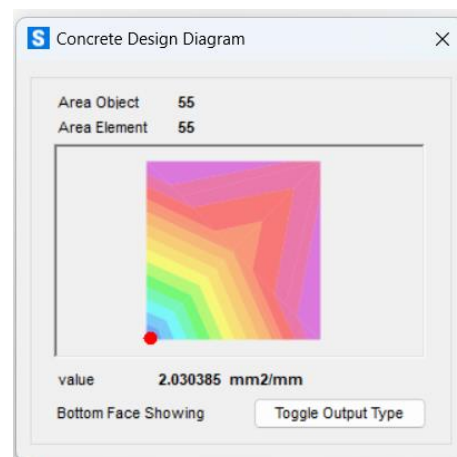 S Concrete Design Diagram
Area Object 55
Area Element 55
value 2.030385 mm2/mm
Bottom Face Showing Toggle Output Type